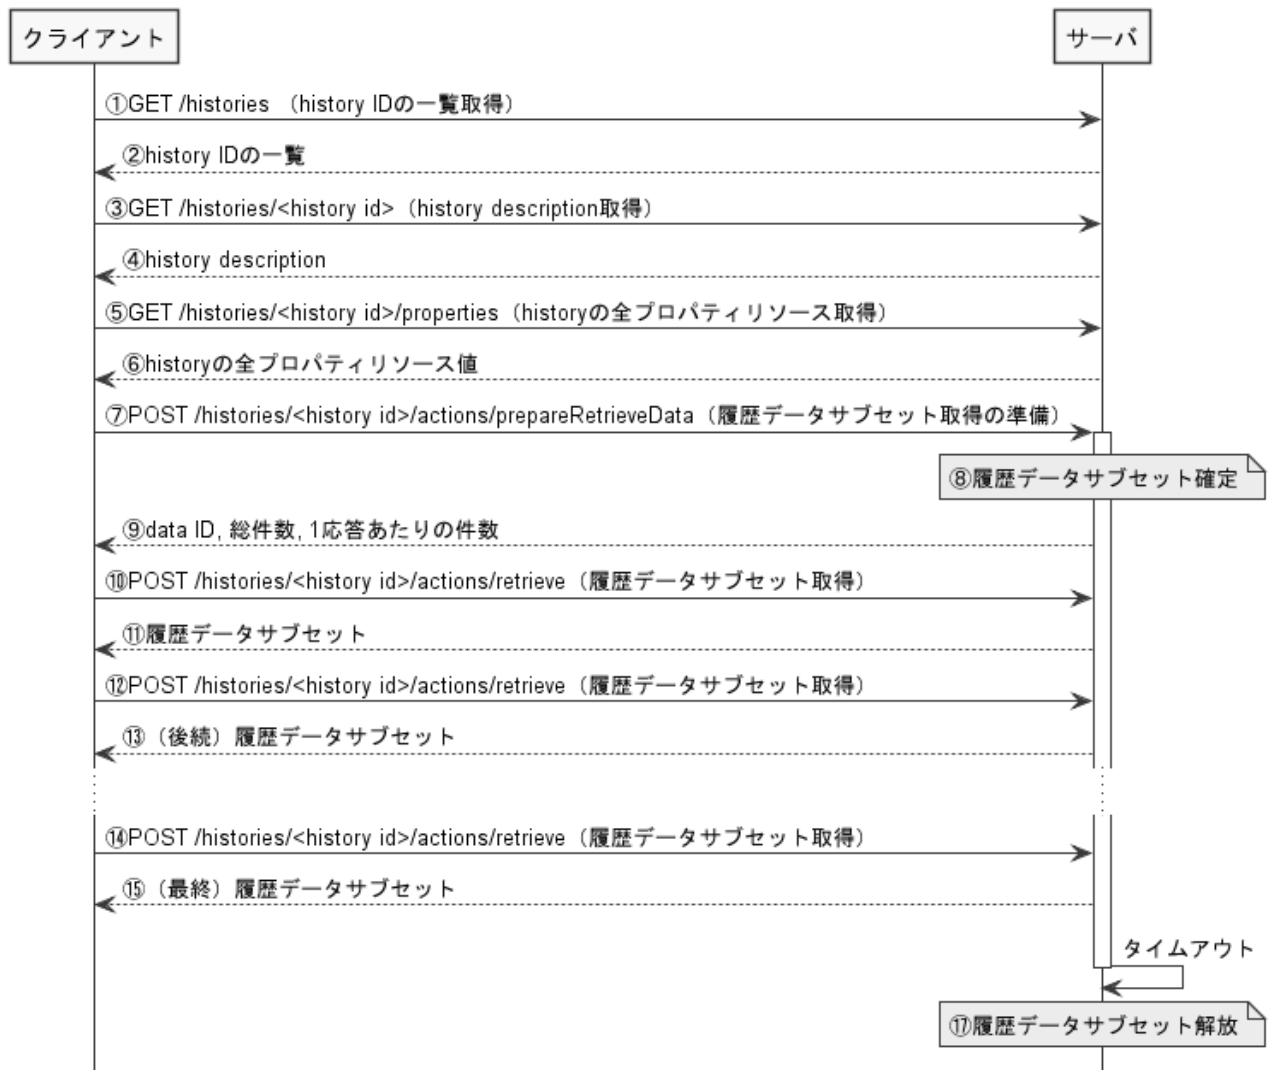 クライアント
サーバ
①GET /histories （history IDの一覧取得）
②history IDの一覧
③GET /histories/<history id>（history description取得）
④history description
⑤GET /histories/<history id>/properties（historyの全プロパティリソース取得）
⑥historyの全プロパティリソース値
⑦POST /histories/<history id>/actions/prepareRetrieveData（履歴データサブセット取得の準備）
⑧履歴データサブセット確定
⑨data ID, 総件数, 1応答あたりの件数
⑩POST /histories/<history id>/actions/retrieve（履歴データサブセット取得）
⑪履歴データサブセット
⑫POST /histories/<history id>/actions/retrieve（履歴データサブセット取得）
⑬（後続）履歴データサブセット
⑭POST /histories/<history id>/actions/retrieve（履歴データサブセット取得）
⑮（最終）履歴データサブセット
タイムアウト
⑰履歴データサブセット解放